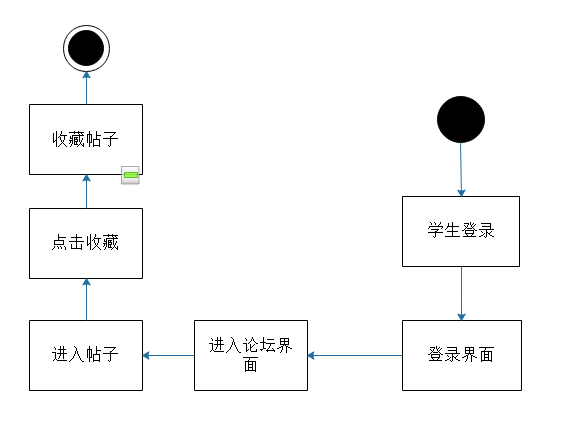 收藏帖子
学生登录
点击收藏
进入帖子
进入论坛界
面
登录界面